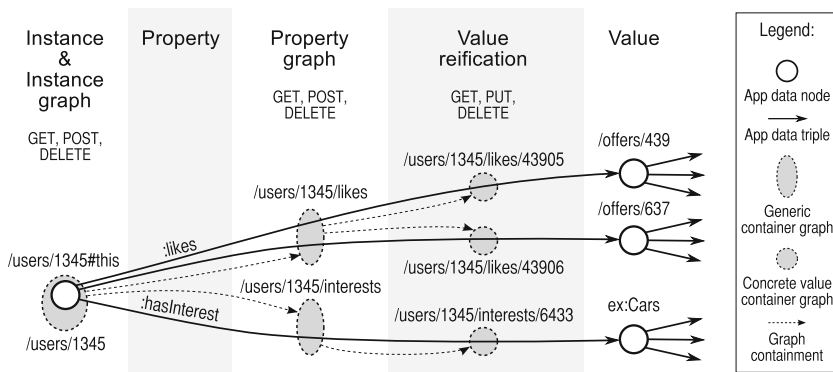 Instance
&
Instance
graph
GET, POST,
DELETE
Property
Property
graph
GET, POST,
DELETE
Value
reification
GET, PUT,
DELETE
Value
/users/1345#this
/users/1345
:likes
:hasInterest
/users/1345/likes
/users/1345/interests
/users/1345/likes/43905
/users/1345/likes/43906
/users/1345/interests/6433
/offers/439
/offers/637
ex:Cars
Legend:
App data node
App data triple
Generic
container graph
Concrete value
container graph
Graph
containment